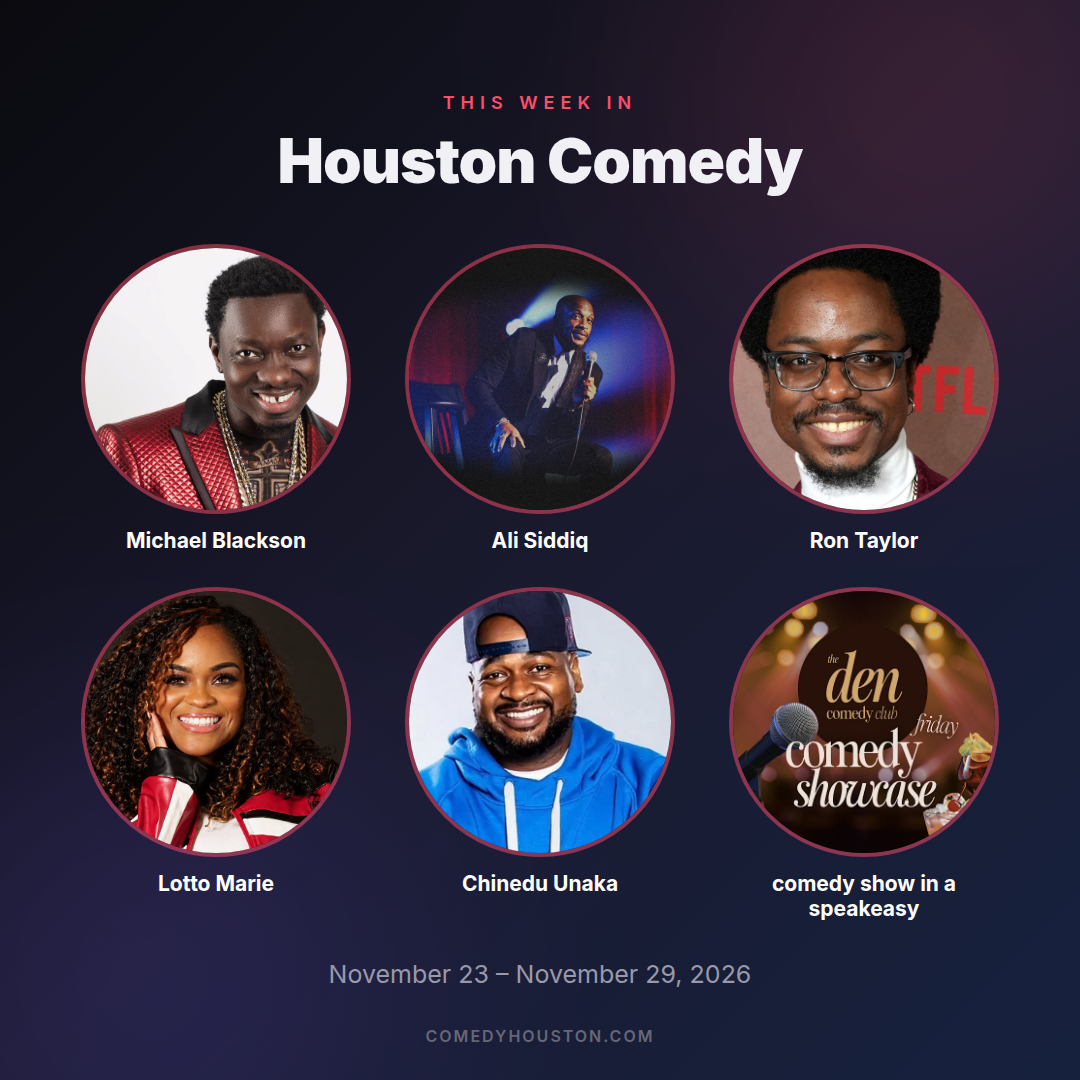 THIS WEEK IN
Houston Comedy
TFL
Michael Blackson
Ali Siddiq
Ron Taylor
the
den
comedy club
friday
comedy
showcase
Lotto Marie
Chinedu Unaka
comedy show in a
speakeasy
November 23 – November 29, 2026
COMEDYHOUSTON.COM